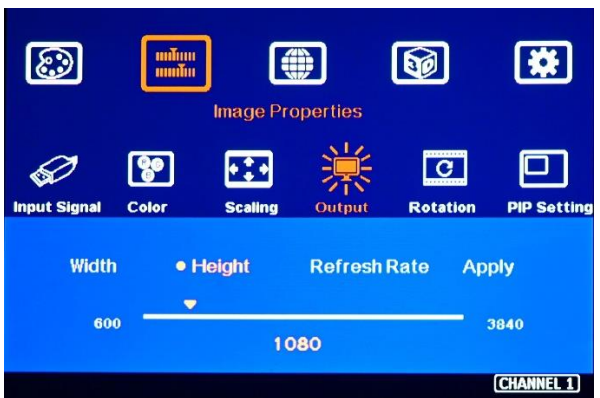 3D
Image Properties
Input Signal Color Scaling Output Rotation PIP Setting
R G B
Width • Height Refresh Rate Apply
600 3840
1080
CHANNEL 1